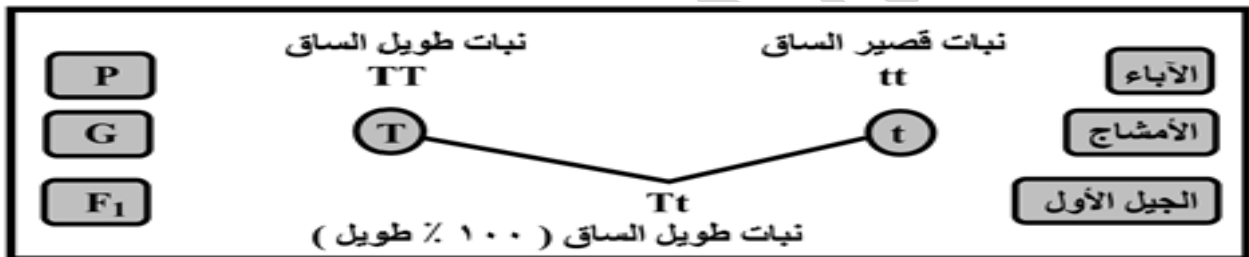 نبات قصير الساق نبات طويل الساق
الآباء tt TT P
الأمشاج t T G
الجيل الأول Tt F₁
نبات طويل الساق ( ١٠٠ ٪ طويل )